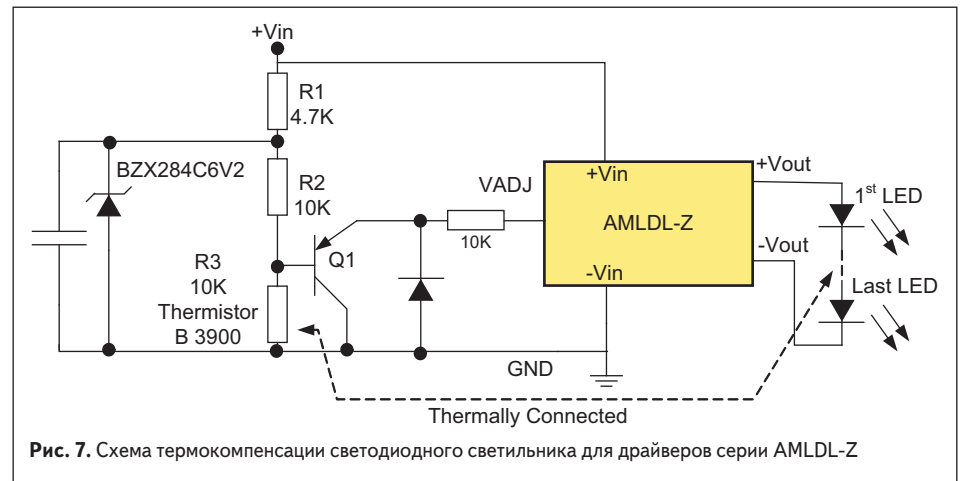 +Vin
R1
4.7K
BZX284C6V2
R2
10K
VADJ
10K
Q1
R3
10K
Thermistor
B 3900
+Vin
AMLDL-Z
-Vin
+Vout
1st LED
-Vout
Last LED
GND
Thermally Connected
Рис. 7. Схема термокомпенсации светодиодного светильника для драйверов серии AMLDL-Z